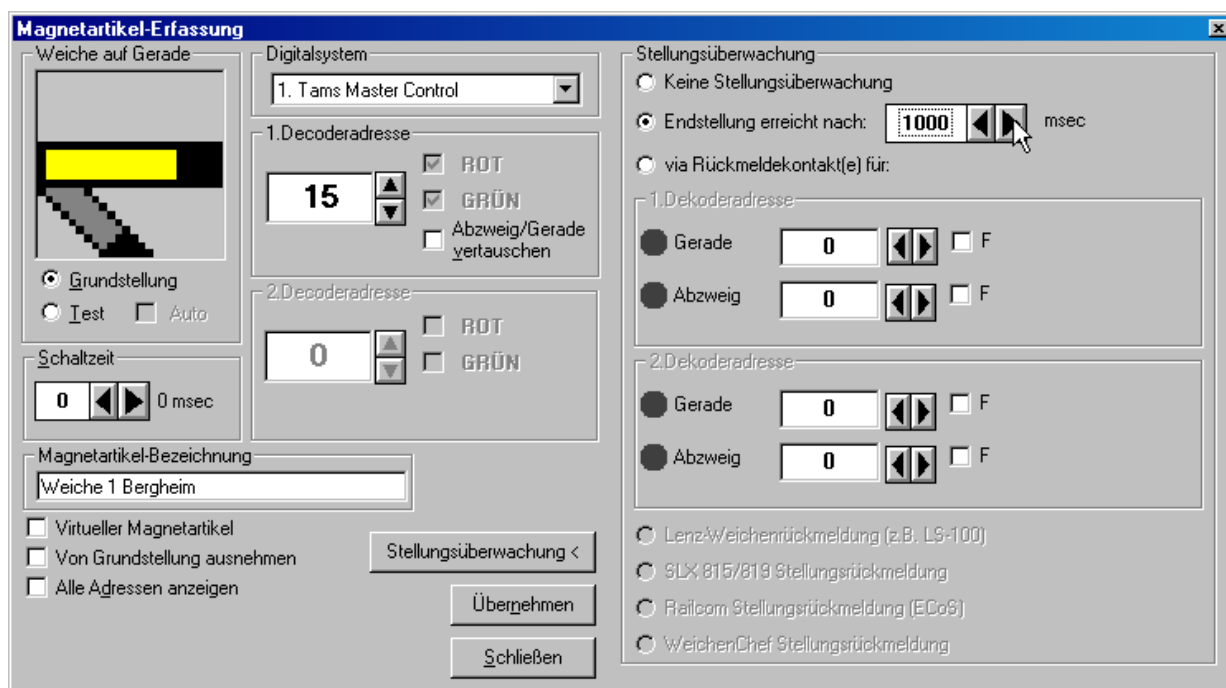 Magnetartikel-Erfassung
Weiche auf Gerade
Grundstellung
Test Auto
Schaltzeit
0 0 msec
Digitalsystem
1. Tams Master Control
1.Decoderadresse
15
ROT
GRÜN
Abzweig/Gerade
vertauschen
2.Decoderadresse
0
ROT
GRÜN
Magnetartikel-Bezeichnung
Weiche 1 Bergheim
Virtueller Magnetartikel
Von Grundstellung ausnehmen
Alle Adressen anzeigen
Stellungsüberwachung <
Übernehmen
Schließen
Stellungsüberwachung
Keine Stellungsüberwachung
Endstellung erreicht nach: 1000 msec
via Rückmeldekontakt(e) für:
1.Dekoderadresse
Gerade 0 F
Abzweig 0 F
2.Dekoderadresse
Gerade 0 F
Abzweig 0 F
Lenz-Weichenrückmeldung (z.B. LS-100)
SLX 815/819 Stellungsrückmeldung
Railcom Stellungsrückmeldung (ECoS)
WeichenChef Stellungsrückmeldung